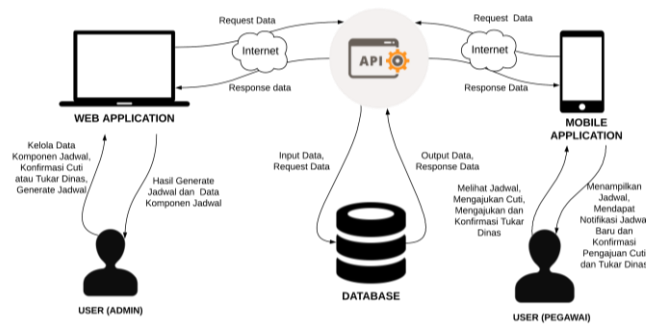 Request Data
Internet
Response data
WEB APPLICATION
API
Request Data
Internet
Response Data
MOBILE
APPLICATION
Kelola Data
Komponen Jadwal,
Konfirmasi Cuti
atau Tukar Dinas,
Generate Jadwal
Hasil Generate
Jadwal dan Data
Komponen Jadwal
Input Data,
Request Data
Output Data,
Response Data
Melihat Jadwal,
Mengajukan Cuti,
Mengajukan dan
Konfirmasi Tukar
Dinas
Menampilkan
Jadwal,
Mendapat
Notifikasi Jadwal
Baru dan
Konfirmasi
Pengajuan Cuti
dan Tukar Dinas
USER (ADMIN)
DATABASE
USER (PEGAWAI)